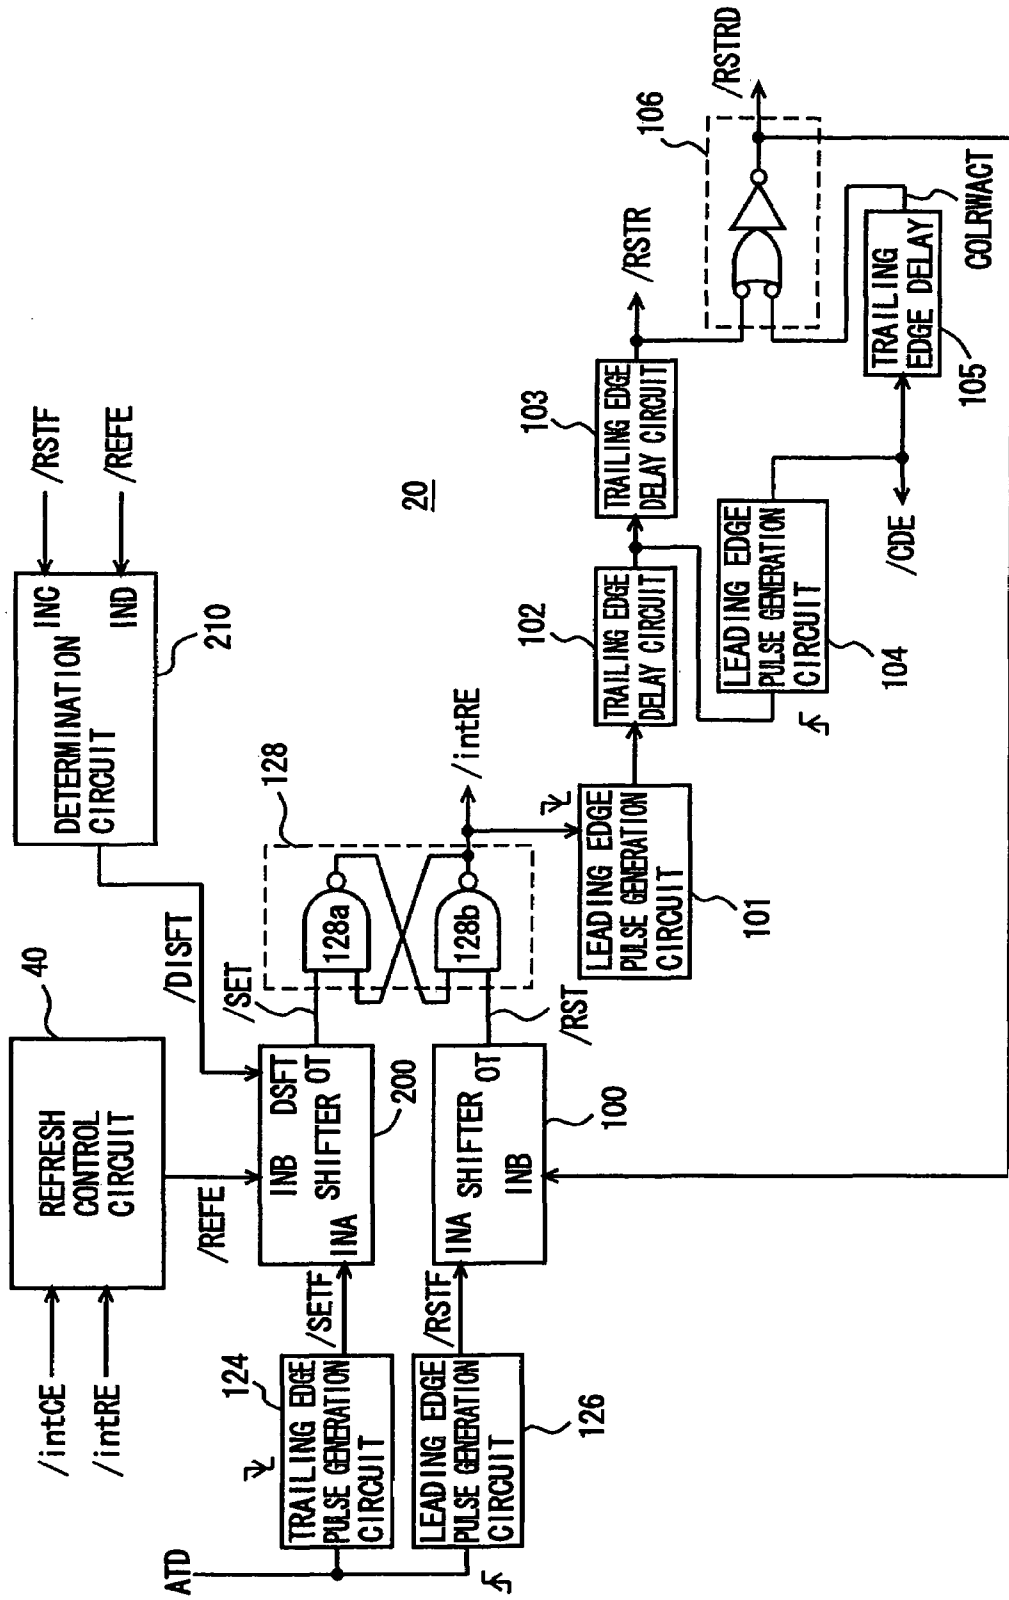 /intCE
/intRE
REFRESH
CONTROL
CIRCUIT
40
/REFE
/DISFT
DETERMINATION
CIRCUIT
INC
IND
210
/RSTF
/REFE
ATD
TRAILING EDGE
PULSE GENERATION
CIRCUIT
124
/SETF
LEADING EDGE
PULSE GENERATION
CIRCUIT
126
/RSTF
INB DSFT
SHIFTER OT
INA
200
/SET
INA SHIFTER OT
INB
100
/RST
128
128a
128b
/intRE
20
LEADING EDGE
PULSE GENERATION
CIRCUIT
101
TRAILING EDGE
DELAY CIRCUIT
102
TRAILING EDGE
DELAY CIRCUIT
103
/RSTR
LEADING EDGE
PULSE GENERATION
CIRCUIT
104
/CDE
TRAILING
EDGE DELAY
105
COLRWACT
106
/RSTRD